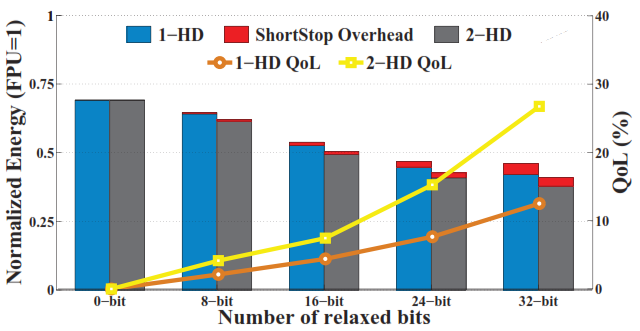 1−HD ShortStop Overhead 2−HD
1−HD QoL 2−HD QoL
Normalized Energy (FPU=1)
1
0.75
0.5
0.25
0
QoL (%)
40
30
20
10
0
0−bit 8−bit 16−bit 24−bit 32−bit
Number of relaxed bits